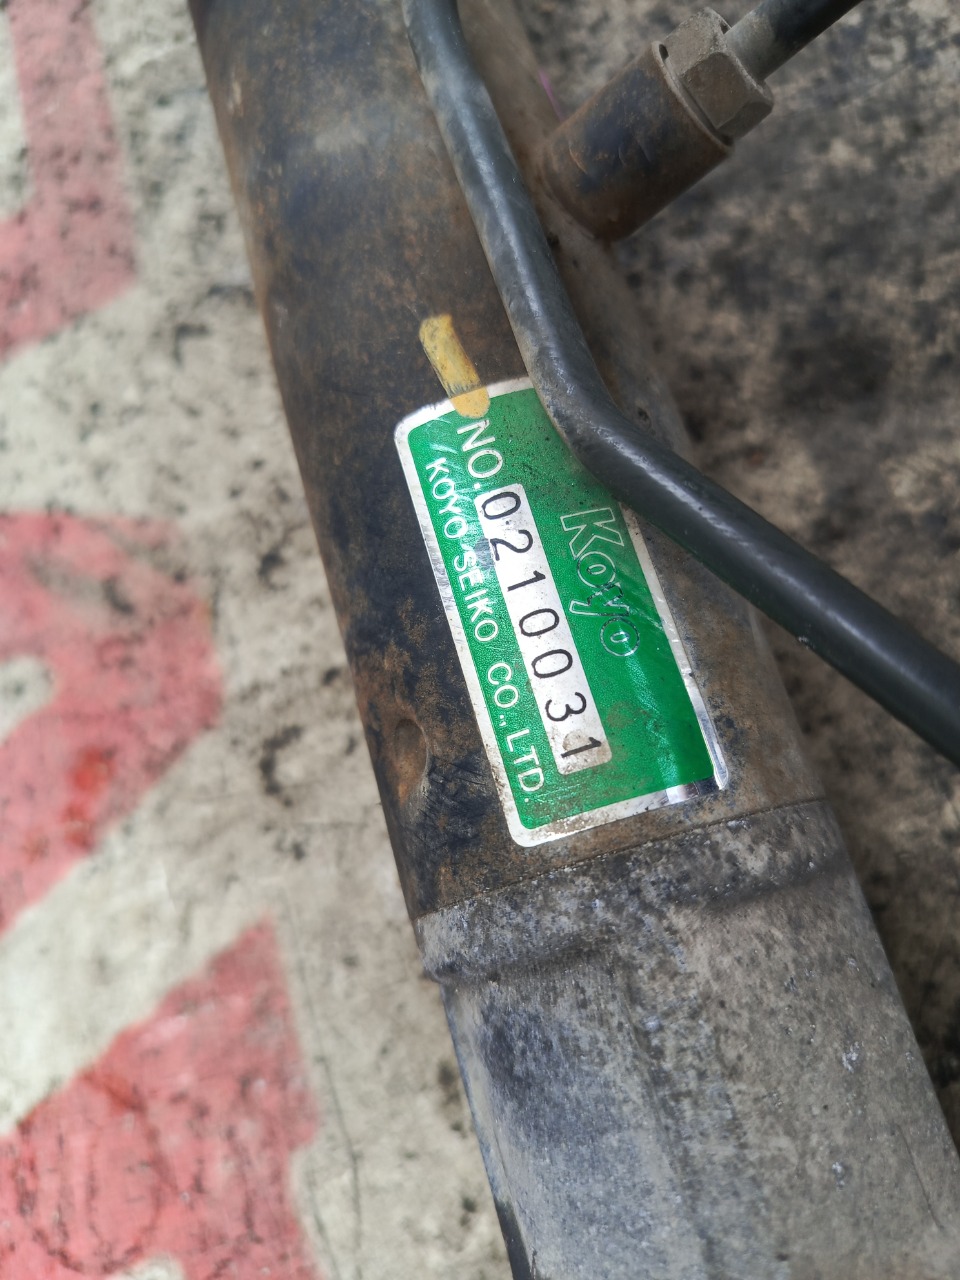 Koyo
NO. 0210031
KOYO SEIKO CO., LTD.